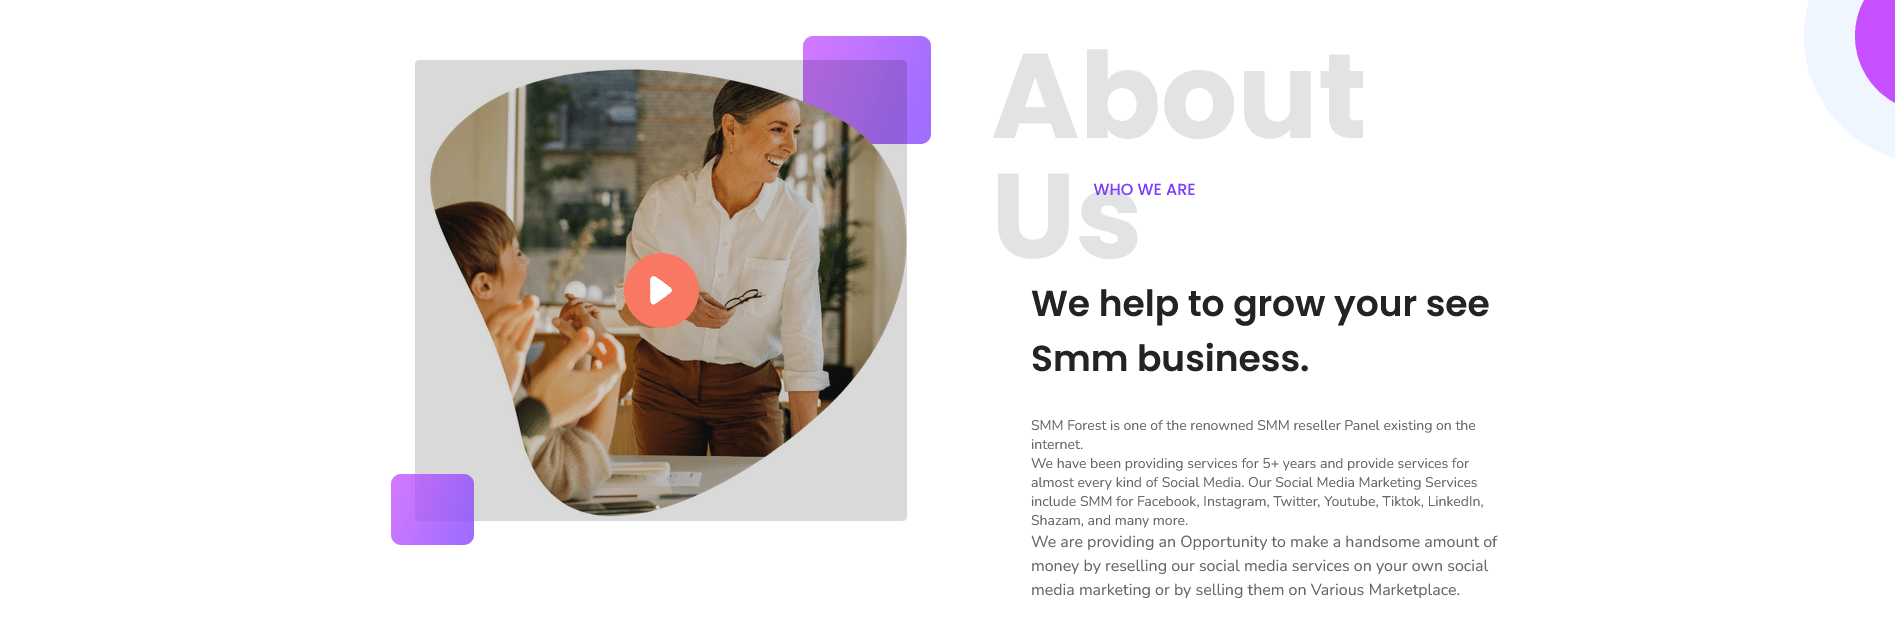 About
Us
WHO WE ARE
We help to grow your see
Smm business.
SMM Forest is one of the renowned SMM reseller Panel existing on the
internet.
We have been providing services for 5+ years and provide services for
almost every kind of Social Media. Our Social Media Marketing Services
include SMM for Facebook, Instagram, Twitter, Youtube, Tiktok, LinkedIn,
Shazam, and many more.
We are providing an Opportunity to make a handsome amount of
money by reselling our social media services on your own social
media marketing or by selling them on Various Marketplace.